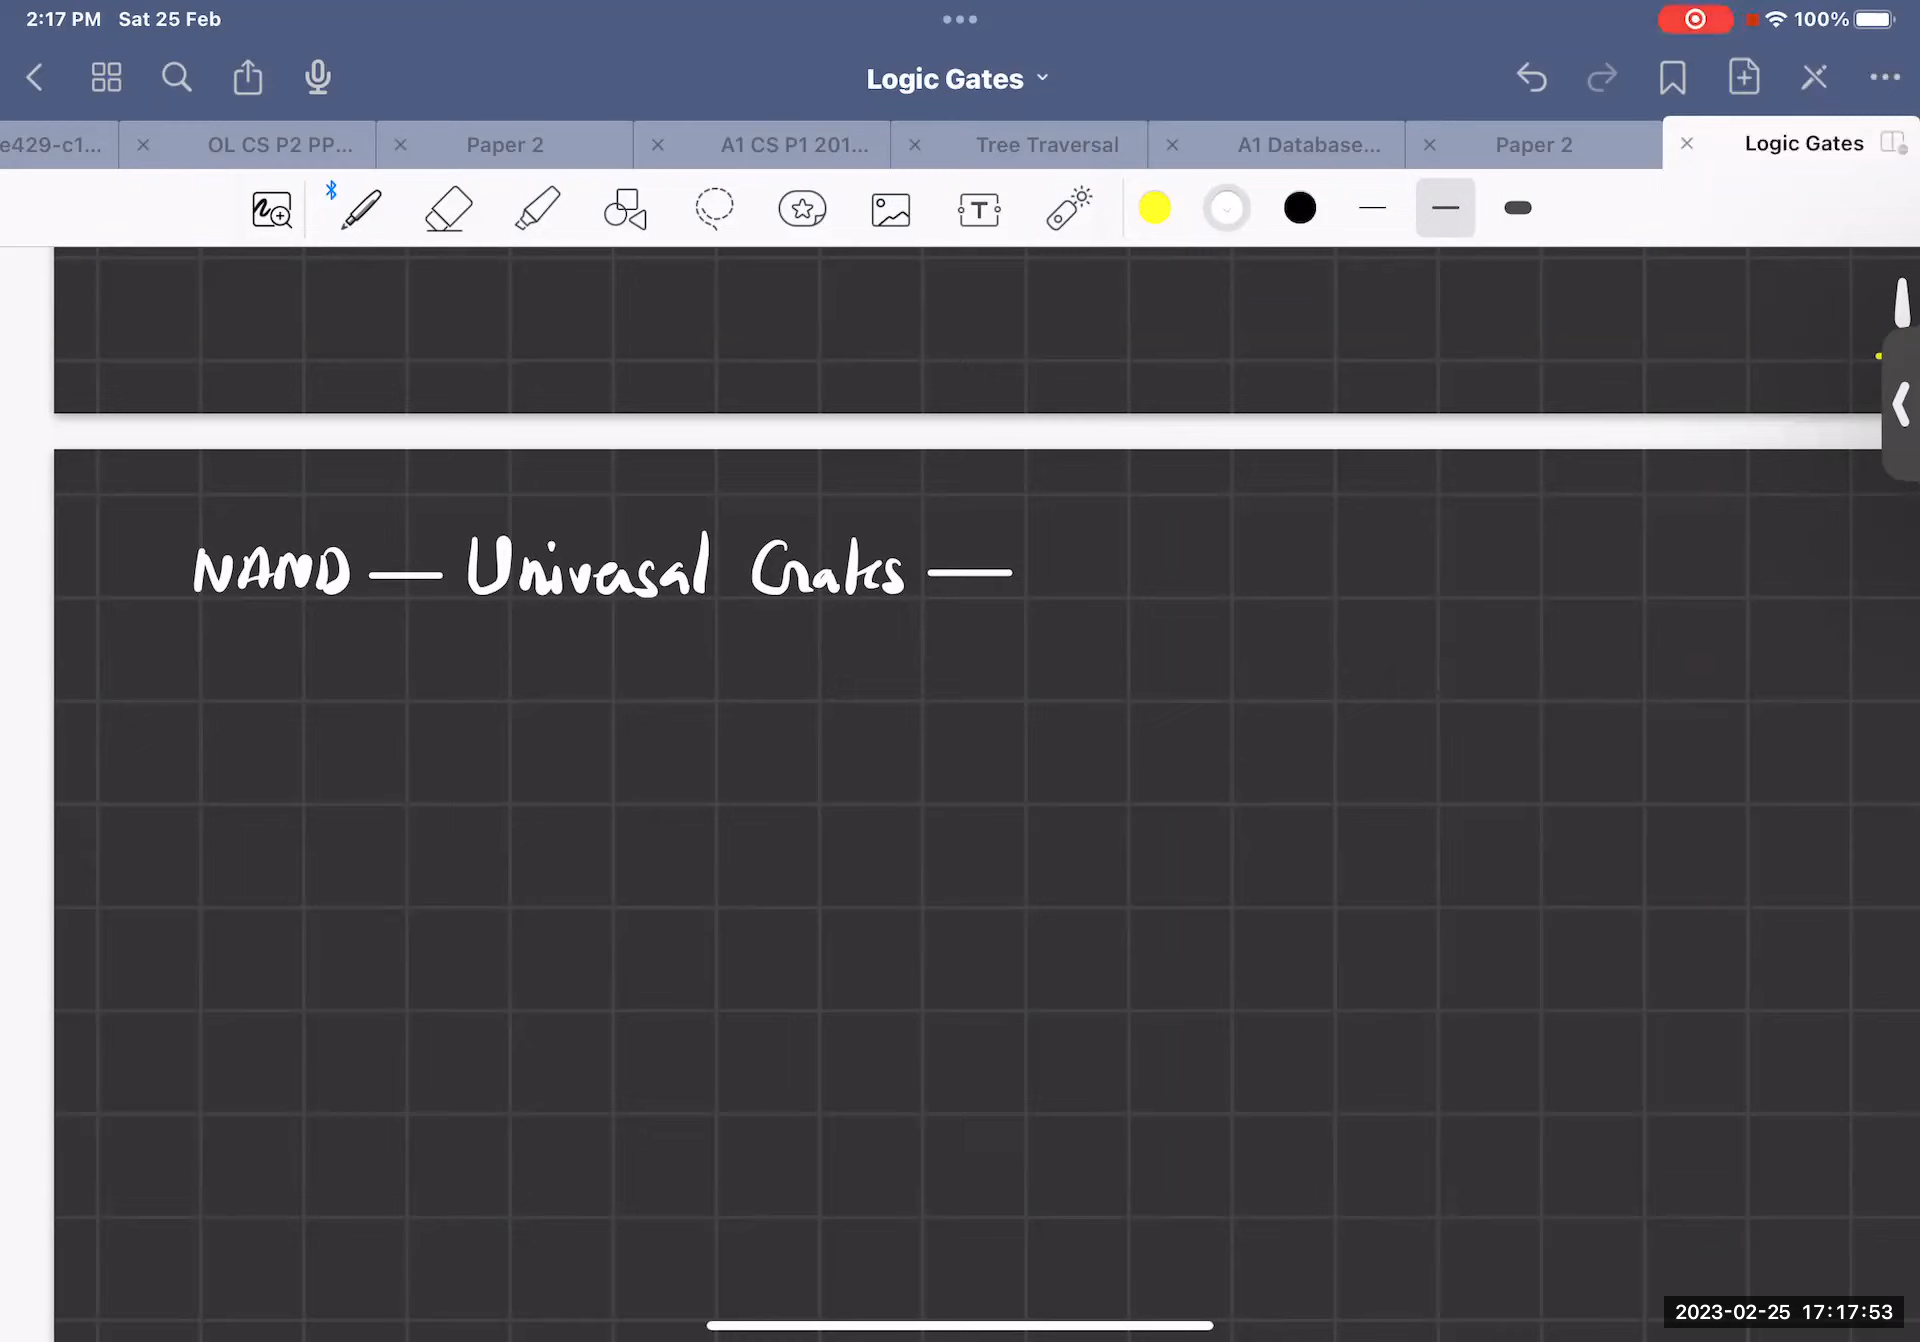 2:17 PM Sat 25 Feb
100%
Logic Gates
e429-c1...
OL CS P2 PP...
Paper 2
A1 CS P1 201...
Tree Traversal
A1 Database...
Paper 2
Logic Gates
NAND — Univeasal Gates —
2023-02-25 17:17:53